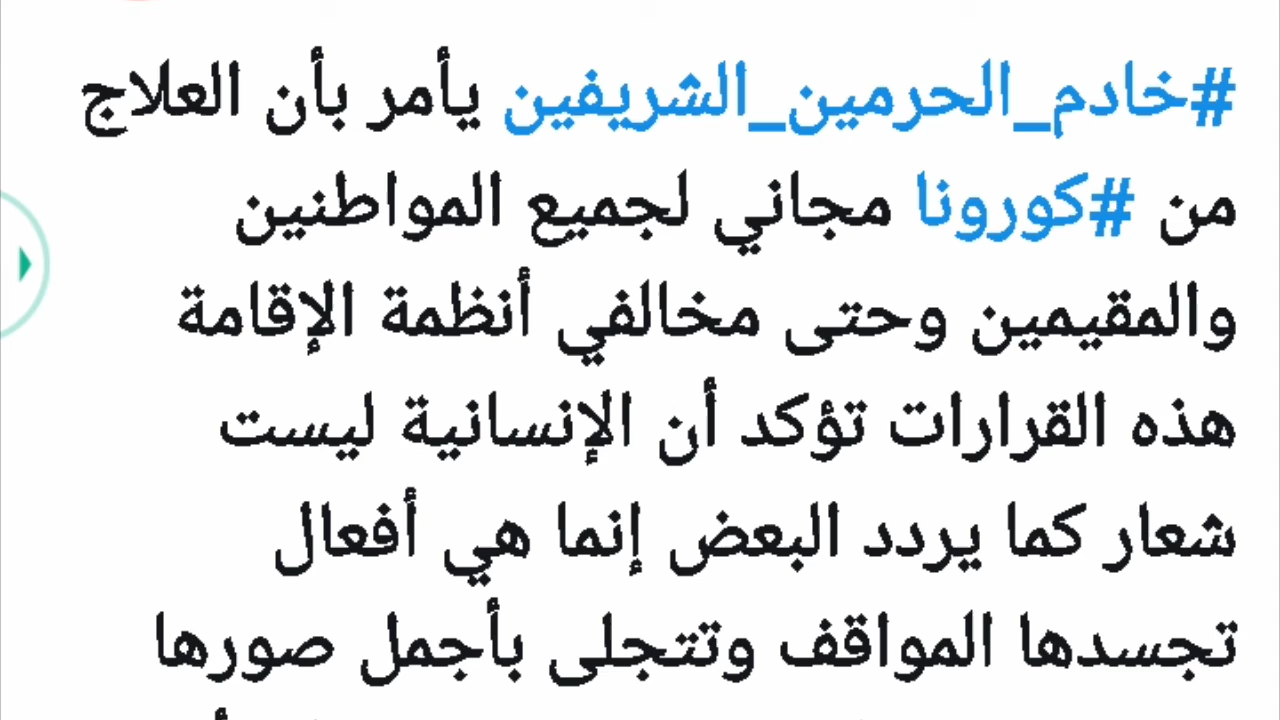 #خادم_الحرمين_الشريفين يأمر بأن العلاج
من #كورونا مجاني لجميع المواطنين
والمقيمين وحتى مخالفي أنظمة الإقامة
هذه القرارات تؤكد أن الإنسانية ليست
شعار كما يردد البعض إنما هي أفعال
تجسدها المواقف وتتجلى بأجمل صورها